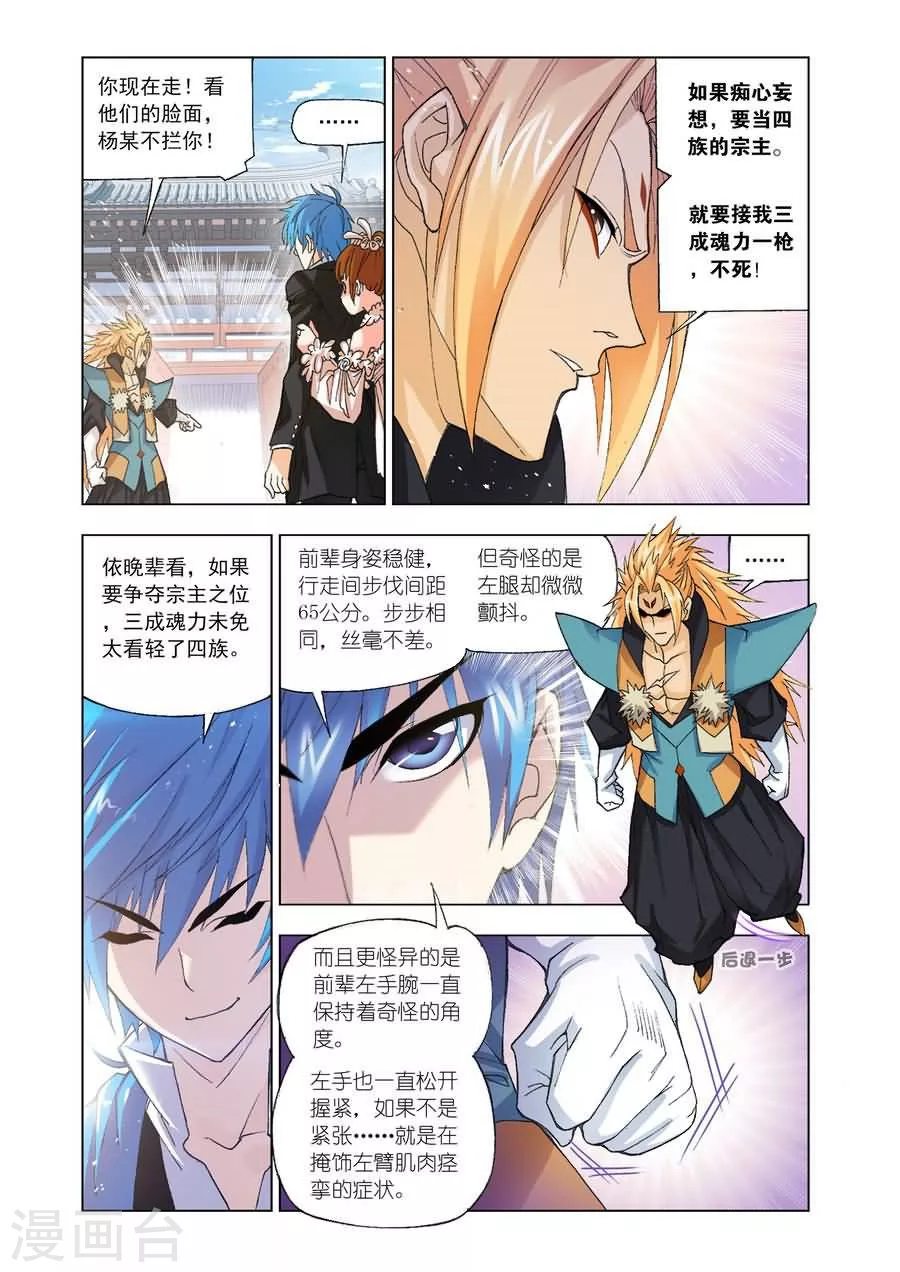 你现在走！看
他们的脸面，
杨某不拦你！
……
如果痴心妄
想，要当四
族的宗主。
就要接我三
成魂力一枪
，不死！
依晚辈看，如果
要争夺宗主之位
，三成魂力未免
太看轻了四族。
前辈身姿稳健，
行走间步伐间距
65公分。步步相
同，丝毫不差。
但奇怪的是
左腿却微微
颤抖。
……
后退一步
而且更怪异的是
前辈左手腕一直
保持着奇怪的角
度。
左手也一直松开
握紧，如果不是
紧张……就是在
掩饰左臂肌肉痉
挛的症状。
漫画台